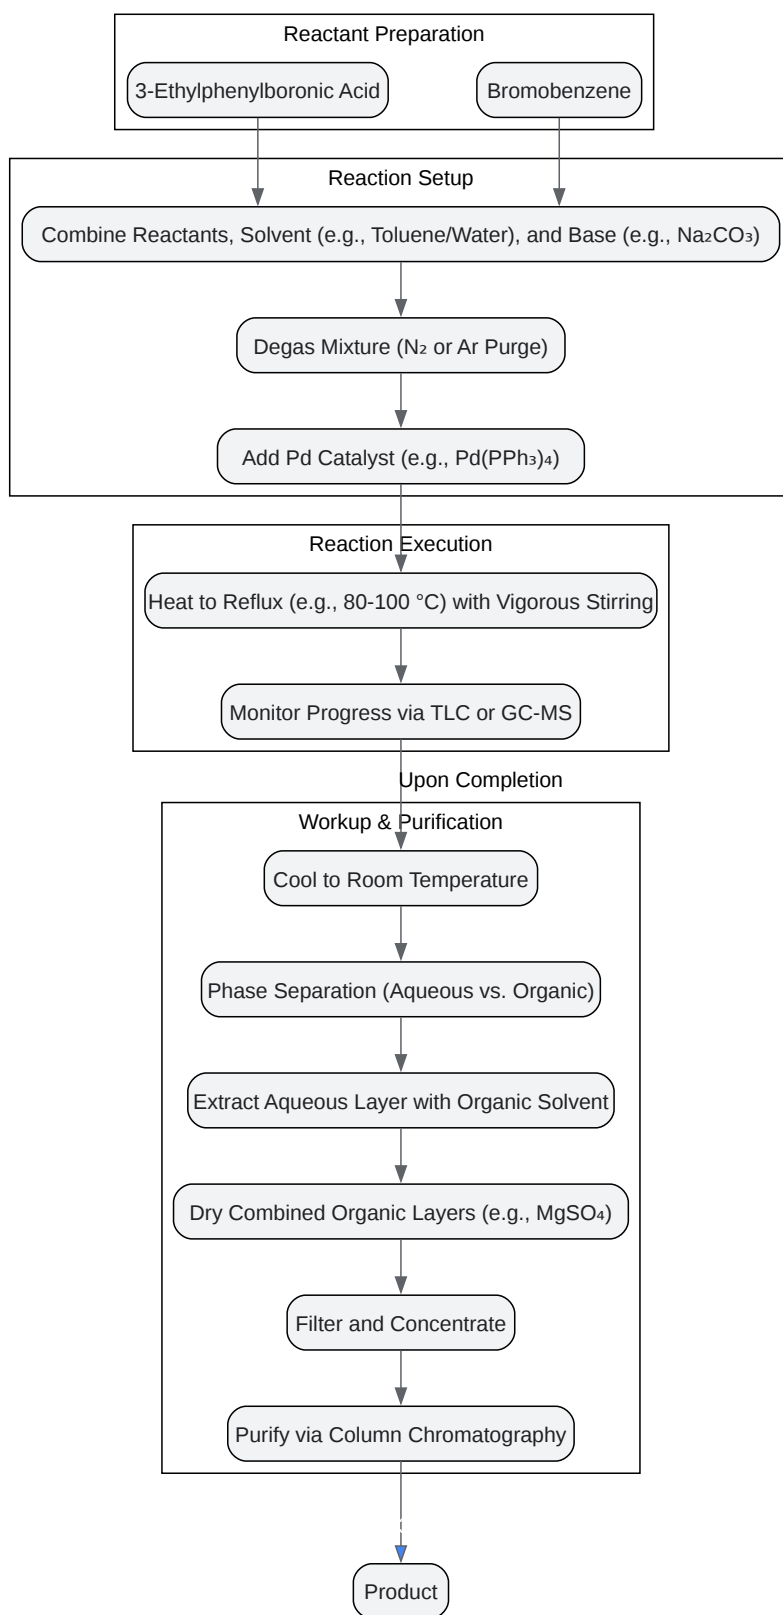 Reactant Preparation
3-Ethylphenylboronic Acid
Bromobenzene
Reaction Setup
Combine Reactants, Solvent (e.g., Toluene/Water), and Base (e.g., Na₂CO₃)
Degas Mixture (N₂ or Ar Purge)
Add Pd Catalyst (e.g., Pd(PPh₃)₄)
Reaction Execution
Heat to Reflux (e.g., 80-100 °C) with Vigorous Stirring
Monitor Progress via TLC or GC-MS
Upon Completion
Workup & Purification
Cool to Room Temperature
Phase Separation (Aqueous vs. Organic)
Extract Aqueous Layer with Organic Solvent
Dry Combined Organic Layers (e.g., MgSO₄)
Filter and Concentrate
Purify via Column Chromatography
Product